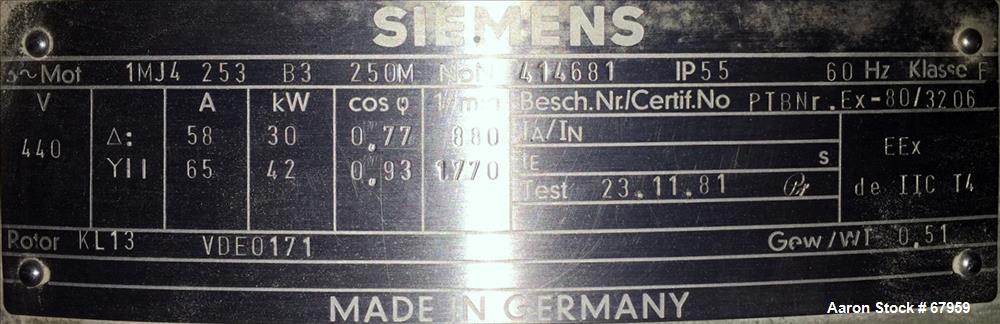 SIEMENS
3~Mot 1MJ4 253 B3 250M No N 414681 IP55 60 Hz Klasse F
V A kW cos φ 1/min Besch.Nr./Certif.No PTBNr.Ex-80/3206
440 Δ: 58 30 0,77 880 IA/IN EEx
YII 65 42 0,93 1770 tE s
Test 23.11.81 de IIC T4
Rotor KL13 VDE0171 Gew/WT 0,51
MADE IN GERMANY
Aaron Stock # 67959